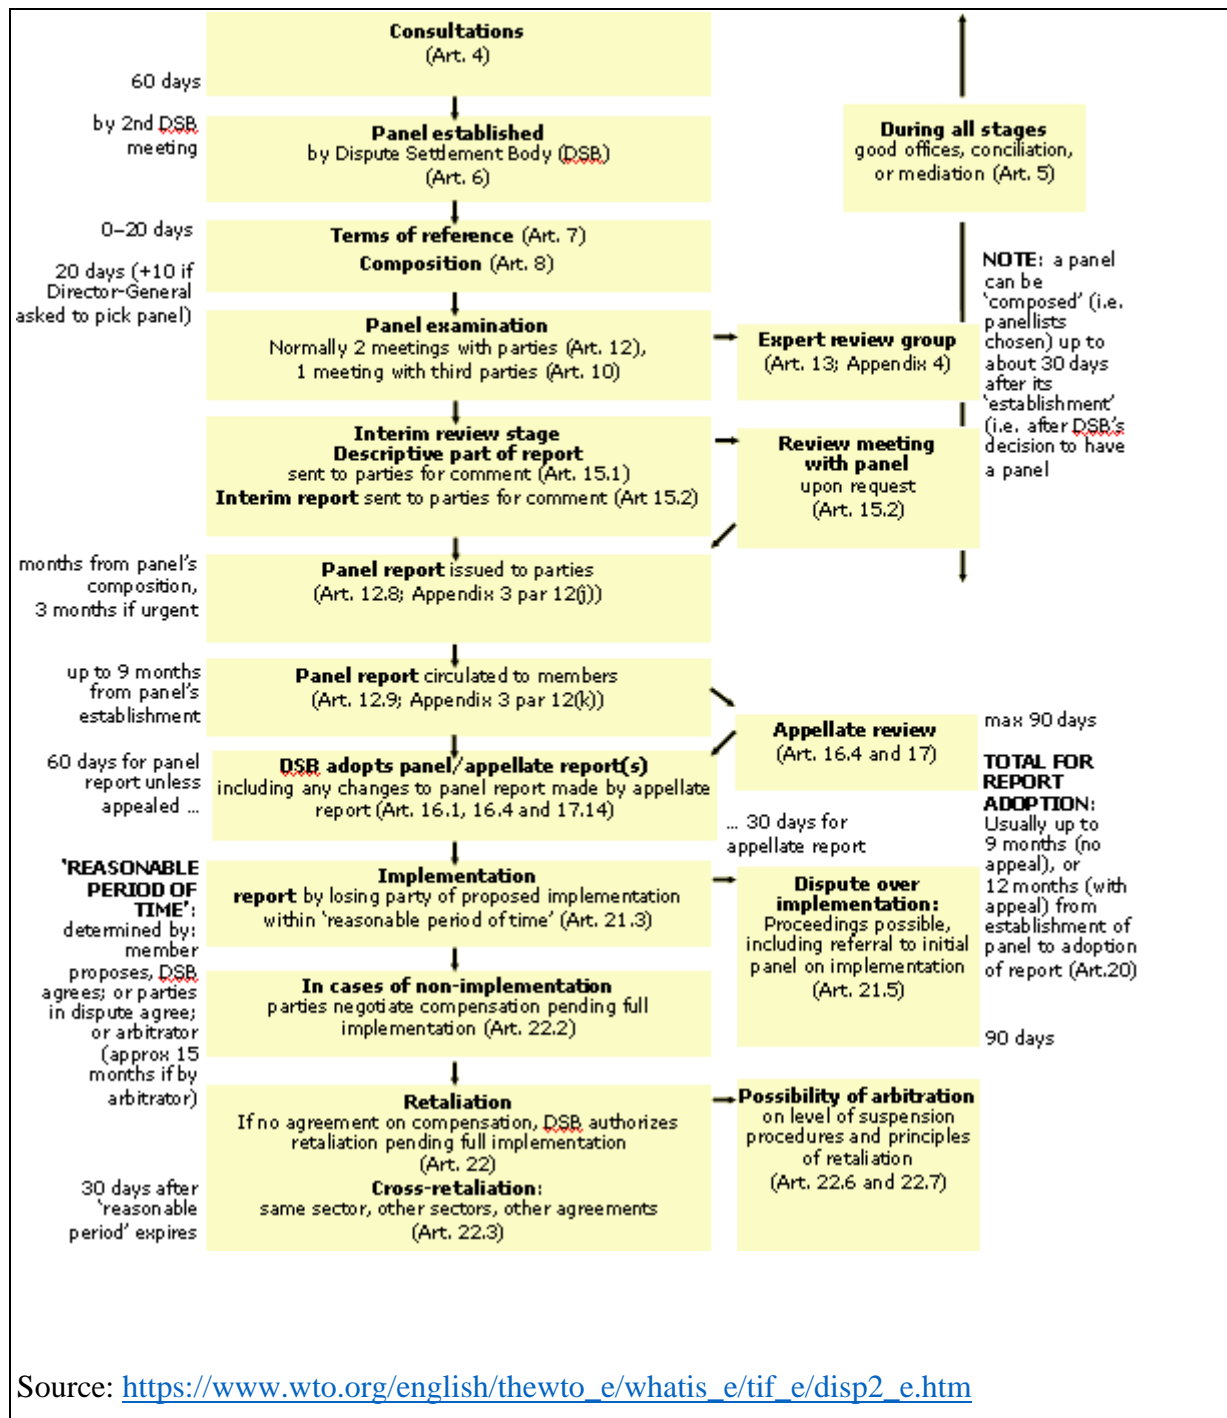 Consultations
(Art. 4)
60 days
by 2nd DSB
meeting
Panel established
by Dispute Settlement Body (DSB)
(Art. 6)
During all stages
good offices, conciliation,
or mediation (Art. 5)
0–20 days
20 days (+10 if
Director-General
asked to pick panel)
Terms of reference (Art. 7)
Composition (Art. 8)
NOTE: a panel
can be
‘composed’ (i.e.
panellists
chosen) up to
about 30 days
after its
‘establishment’
(i.e. after DSB’s
decision to have
a panel
Panel examination
Normally 2 meetings with parties (Art. 12),
1 meeting with third parties (Art. 10)
Expert review group
(Art. 13; Appendix 4)
Interim review stage
Descriptive part of report
sent to parties for comment (Art. 15.1)
Interim report sent to parties for comment (Art 15.2)
Review meeting
with panel
upon request
(Art. 15.2)
months from panel’s
composition,
3 months if urgent
Panel report issued to parties
(Art. 12.8; Appendix 3 par 12(j))
up to 9 months
from panel’s
establishment
Panel report circulated to members
(Art. 12.9; Appendix 3 par 12(k))
Appellate review
(Art. 16.4 and 17)
max 90 days
60 days for panel
report unless
appealed …
DSB adopts panel/appellate report(s)
including any changes to panel report made by appellate
report (Art. 16.1, 16.4 and 17.14)
… 30 days for
appellate report
TOTAL FOR
REPORT
ADOPTION:
Usually up to
9 months (no
appeal), or
12 months (with
appeal) from
establishment of
panel to adoption
of report (Art.20)
‘REASONABLE
PERIOD OF
TIME’:
determined by:
member
proposes, DSB
agrees; or parties
in dispute agree;
or arbitrator
(approx 15
months if by
arbitrator)
Implementation
report by losing party of proposed implementation
within ‘reasonable period of time’ (Art. 21.3)
Dispute over
implementation:
Proceedings possible,
including referral to initial
panel on implementation
(Art. 21.5)
90 days
In cases of non-implementation
parties negotiate compensation pending full
implementation (Art. 22.2)
30 days after
‘reasonable
period’ expires
Retaliation
If no agreement on compensation, DSB authorizes
retaliation pending full implementation
(Art. 22)
Cross-retaliation:
same sector, other sectors, other agreements
(Art. 22.3)
Possibility of arbitration
on level of suspension
procedures and principles
of retaliation
(Art. 22.6 and 22.7)
Source: https://www.wto.org/english/thewto_e/whatis_e/tif_e/disp2_e.htm